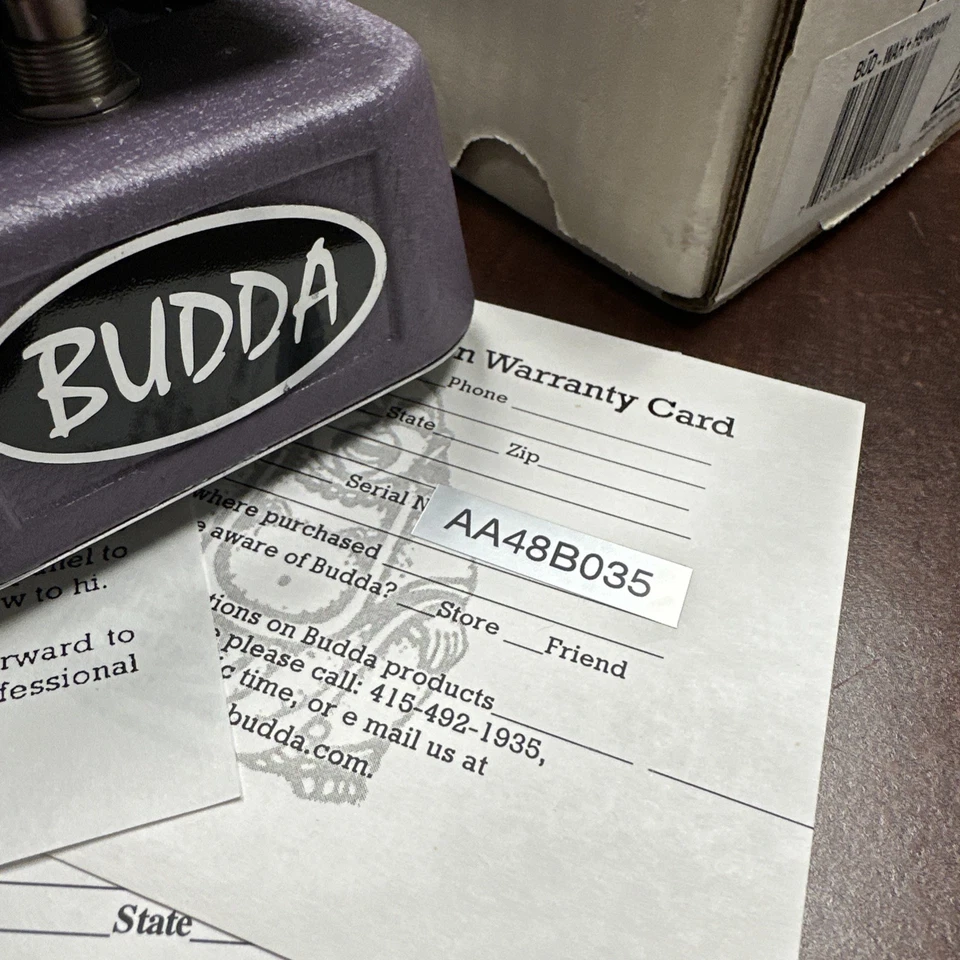 BUD-WAH + HB100111
BUDDA
n Warranty Card
Phone
State Zip
Serial N
AA48B035
where purchased
aware of Budda?
Store Friend
tions on Budda products
please call: 415-492-1935,
c time, or e mail us at
budda.com.
el to
w to hi.
rward to
fessional
State